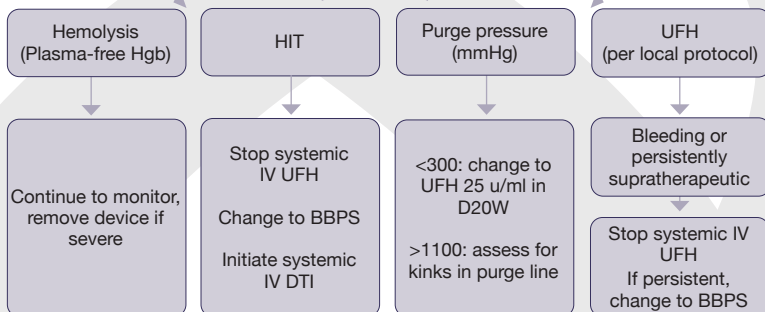 Hemolysis
(Plasma-free Hgb)
HIT
Purge pressure
(mmHg)
UFH
(per local protocol)
Continue to monitor,
remove device if
severe
Stop systemic
IV UFH
Change to BBPS
Initiate systemic
IV DTI
<300: change to
UFH 25 u/ml in
D20W
>1100: assess for
kinks in purge line
Bleeding or
persistently
supratherapeutic
Stop systemic IV
UFH
If persistent,
change to BBPS